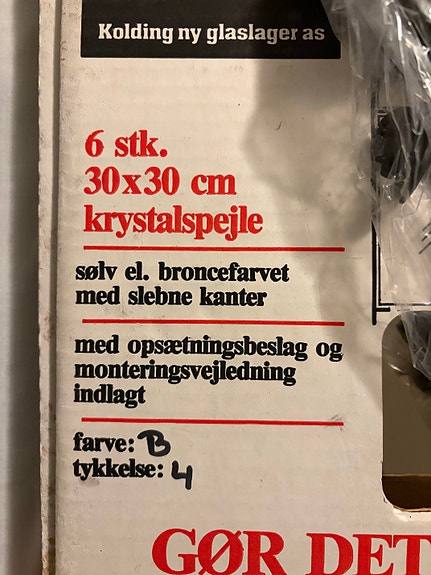 Kolding ny glaslager as
6 stk.
30x30 cm
krystalspejle
sølv el. broncefarvet
med slebne kanter
med opsætningsbeslag og
monteringsvejledning
indlagt
farve: B
tykkelse: 4
GØR DET